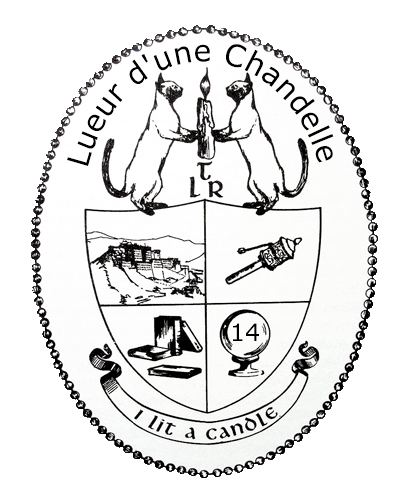 Lueur d'une Chandelle
T
LR
14
I LIT A CANDLE